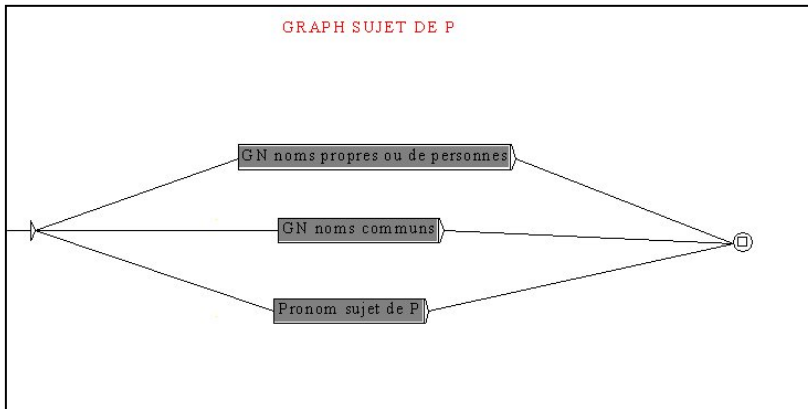 GRAPH SUJET DE P
GN noms propres ou de personnes
GN noms communs
Pronom sujet de P